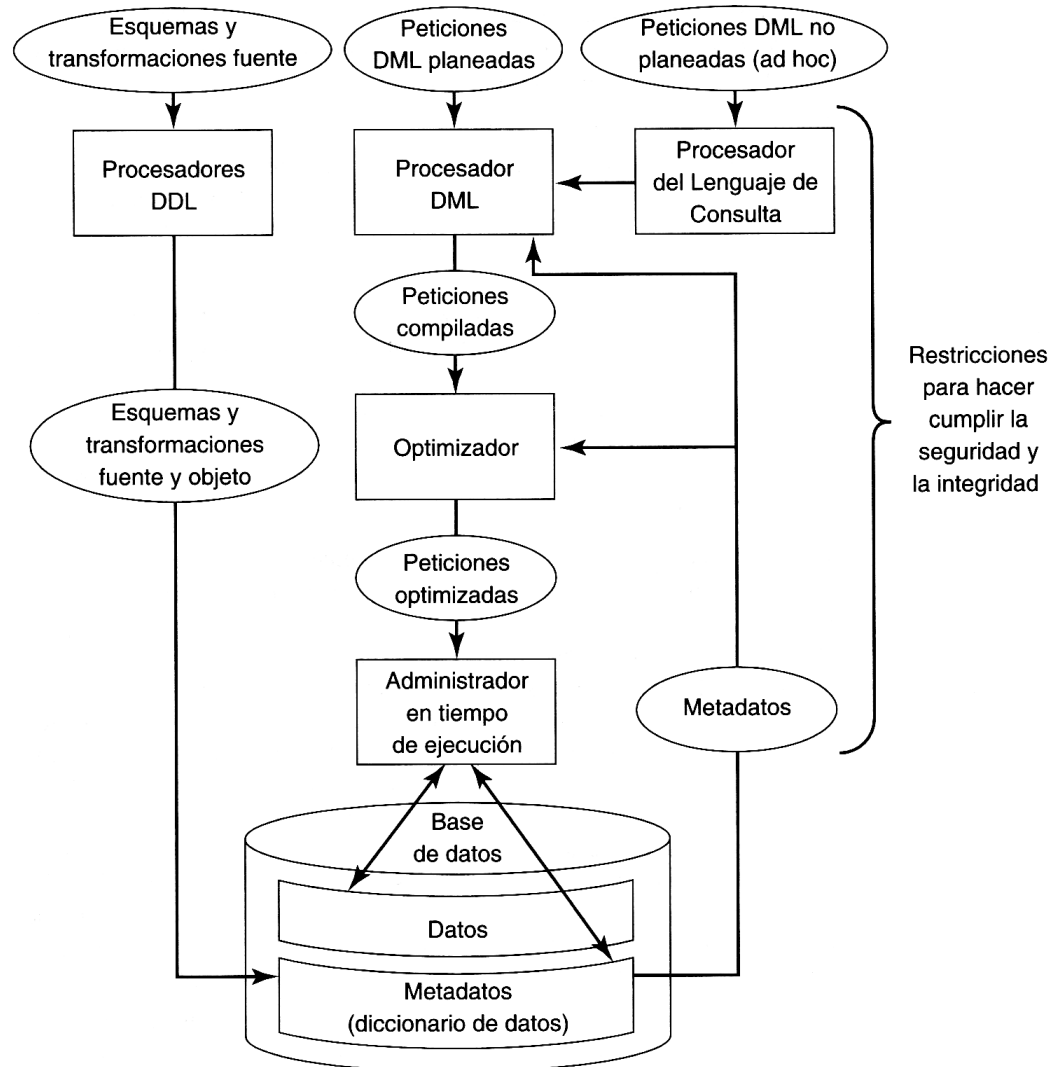 Esquemas y
transformaciones fuente
Peticiones
DML planeadas
Peticiones DML no
planeadas (ad hoc)
Procesadores
DDL
Procesador
DML
Procesador
del Lenguaje de
Consulta
Peticiones
compiladas
Esquemas y
transformaciones
fuente y objeto
Optimizador
Restricciones
para hacer
cumplir la
seguridad y
la integridad
Peticiones
optimizadas
Administrador
en tiempo
de ejecución
Metadatos
Base
de datos
Datos
Metadatos
(diccionario de datos)